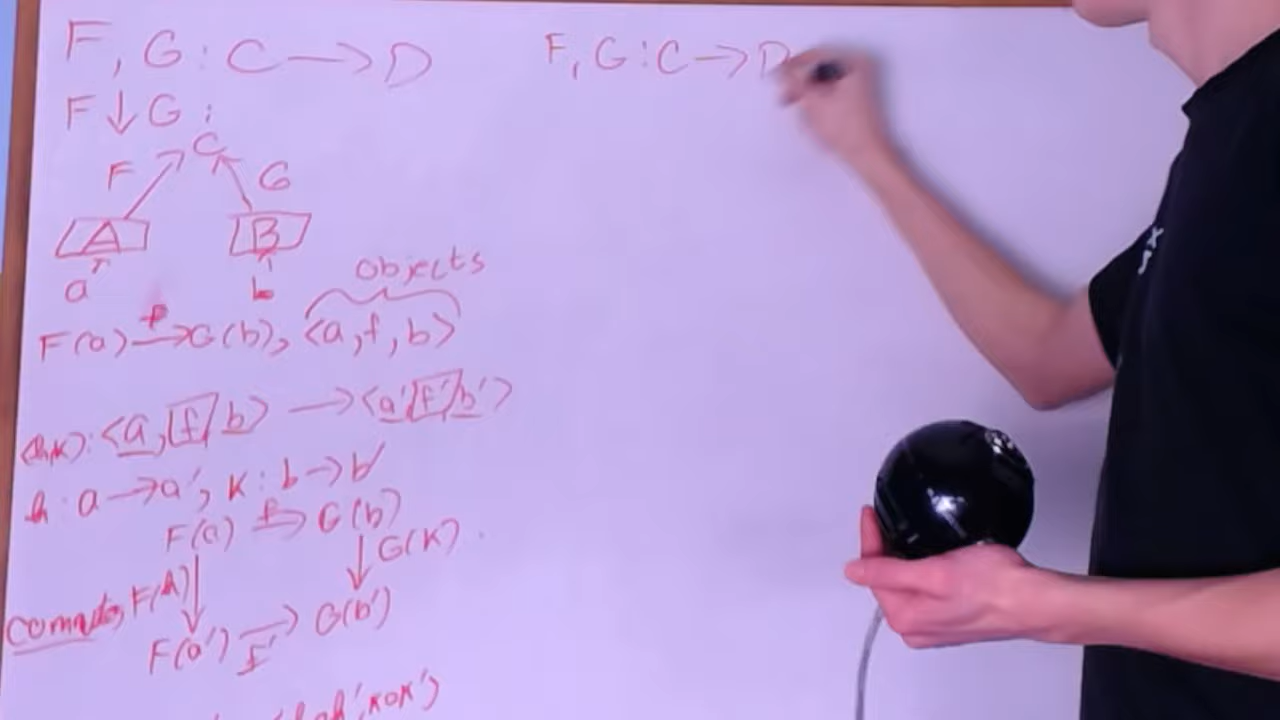 F, G : C → D
F ↓ G :
C
F G
A B
a b
objects
F(a) →f G(b), <a, f, b>
<h,k>: <a, f, b> → <a', f', b'>
h : a → a', k : b → b'
F(a) →f G(b)
commutes F(h) G(k)
F(a') →f' G(b')
k∘k'>
F, G : C → D